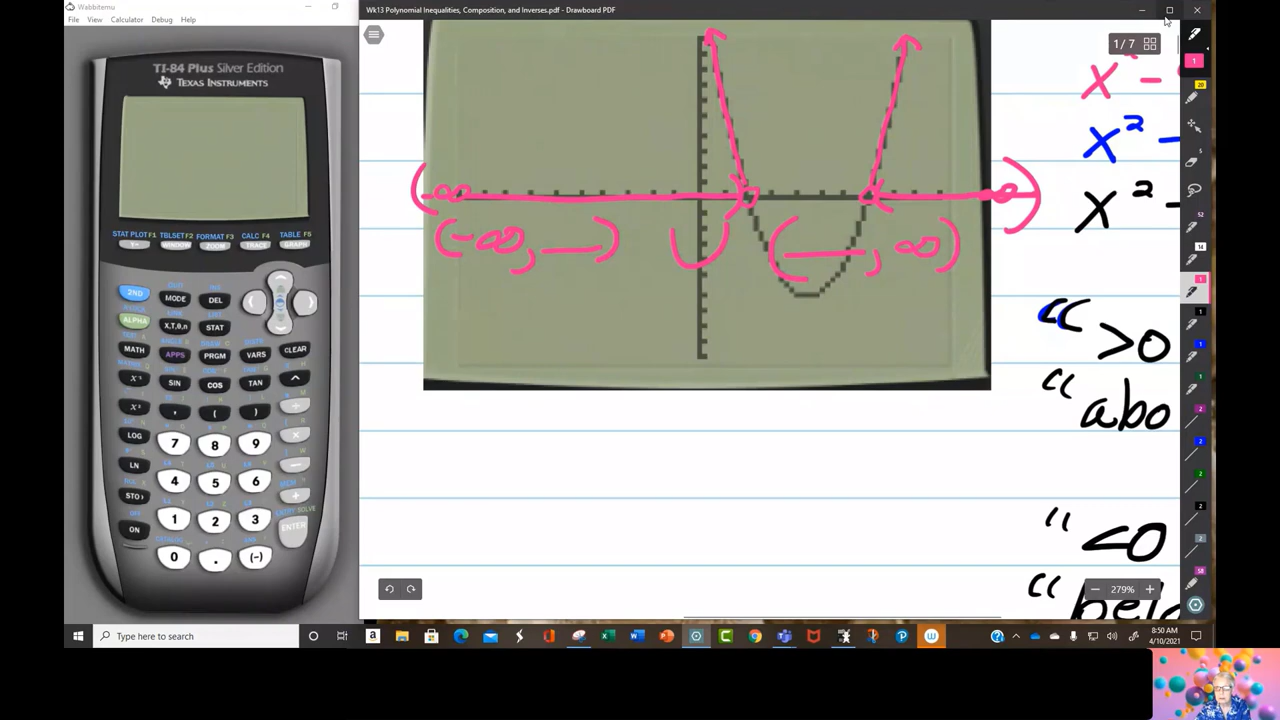 Wabbitemu
File View Calculator Debug Help
TI-84 Plus Silver Edition
TEXAS INSTRUMENTS
STAT PLOT F1 TBLSET F2 FORMAT F3 CALC F4 TABLE F5
Y= WINDOW ZOOM TRACE GRAPH
2ND MODE DEL
ALPHA X,T,θ,n STAT
MATH APPS PRGM VARS CLEAR
SIN COS TAN ^
x² , ( ) ÷
LOG 7 8 9 ×
LN 4 5 6 −
STO› 1 2 3 +
ON 0 . (−) ENTER
Wk13 Polynomial Inequalities, Composition, and Inverses.pdf - Drawboard PDF
1/7
(-∞ ) ( ∞)
(-∞, __) ∪ (__, ∞)
x² -
x² -
x² -
“ >0
“ abo
“ <0
“ belo
279%
Type here to search
8:50 AM
4/10/2021